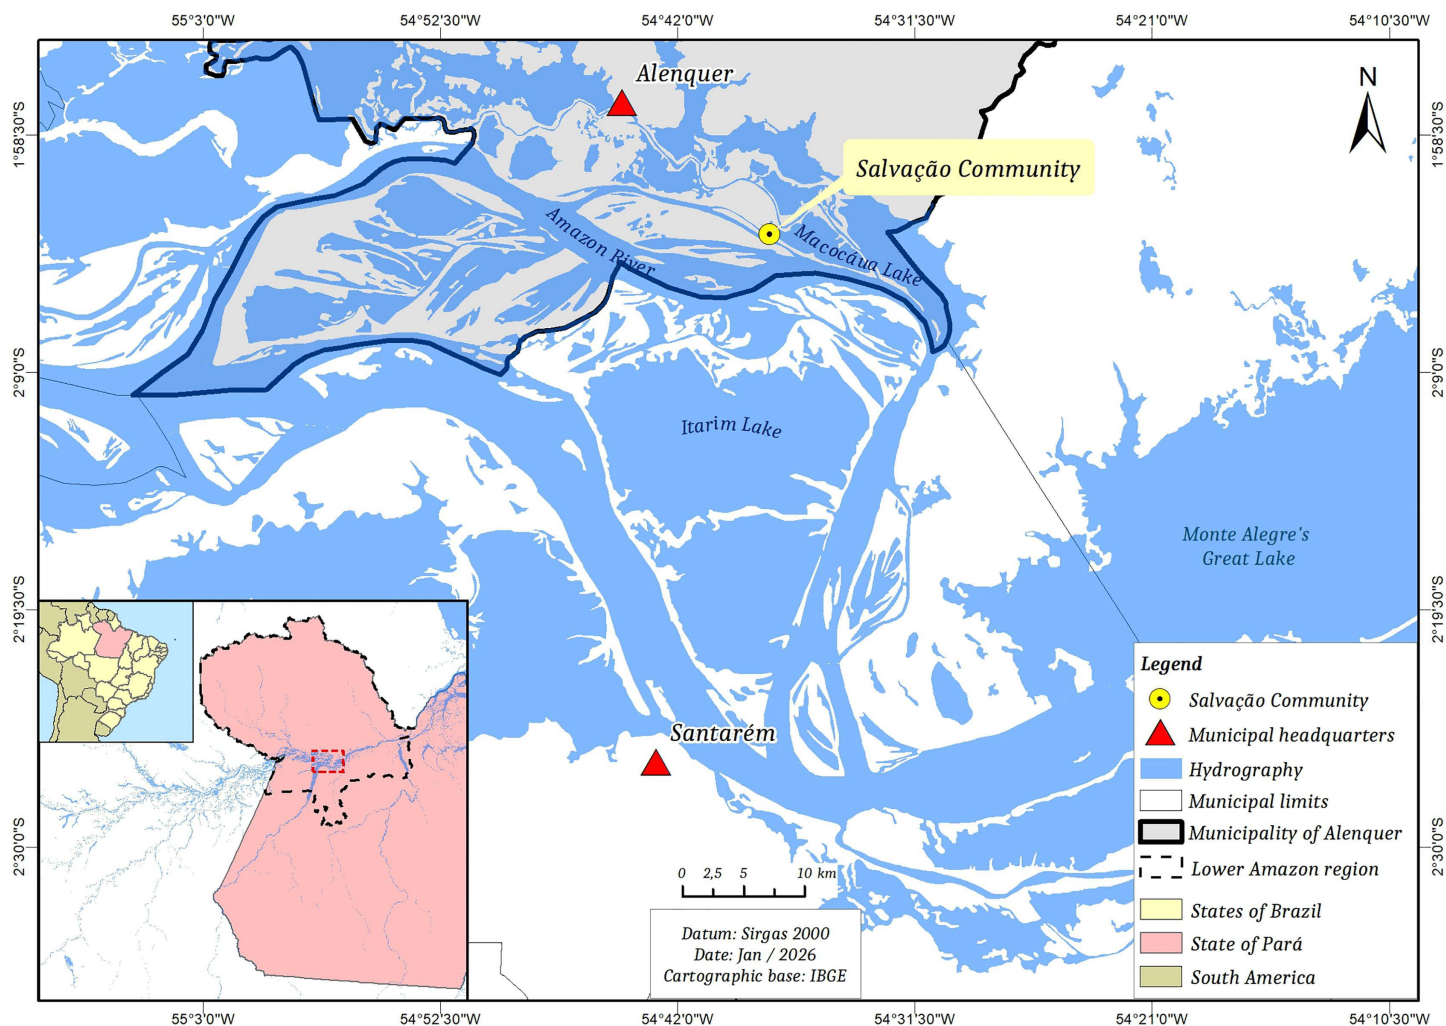 55°3'0"W
54°52'30"W
54°42'0"W
54°31'30"W
54°21'0"W
54°10'30"W
1°58'30"S
1°58'30"S
2°9'0"S
2°9'0"S
2°19'30"S
2°19'30"S
2°30'0"S
2°30'0"S
Alenquer
N
Salvação Community
Amazon River
Macocáua Lake
Itarim Lake
Monte Alegre's
Great Lake
Santarém
0 2,5 5 10 km
Datum: Sirgas 2000
Date: Jan / 2026
Cartographic base: IBGE
Legend
Salvação Community
Municipal headquarters
Hydrography
Municipal limits
Municipality of Alenquer
Lower Amazon region
States of Brazil
State of Pará
South America
55°3'0"W
54°52'30"W
54°42'0"W
54°31'30"W
54°21'0"W
54°10'30"W